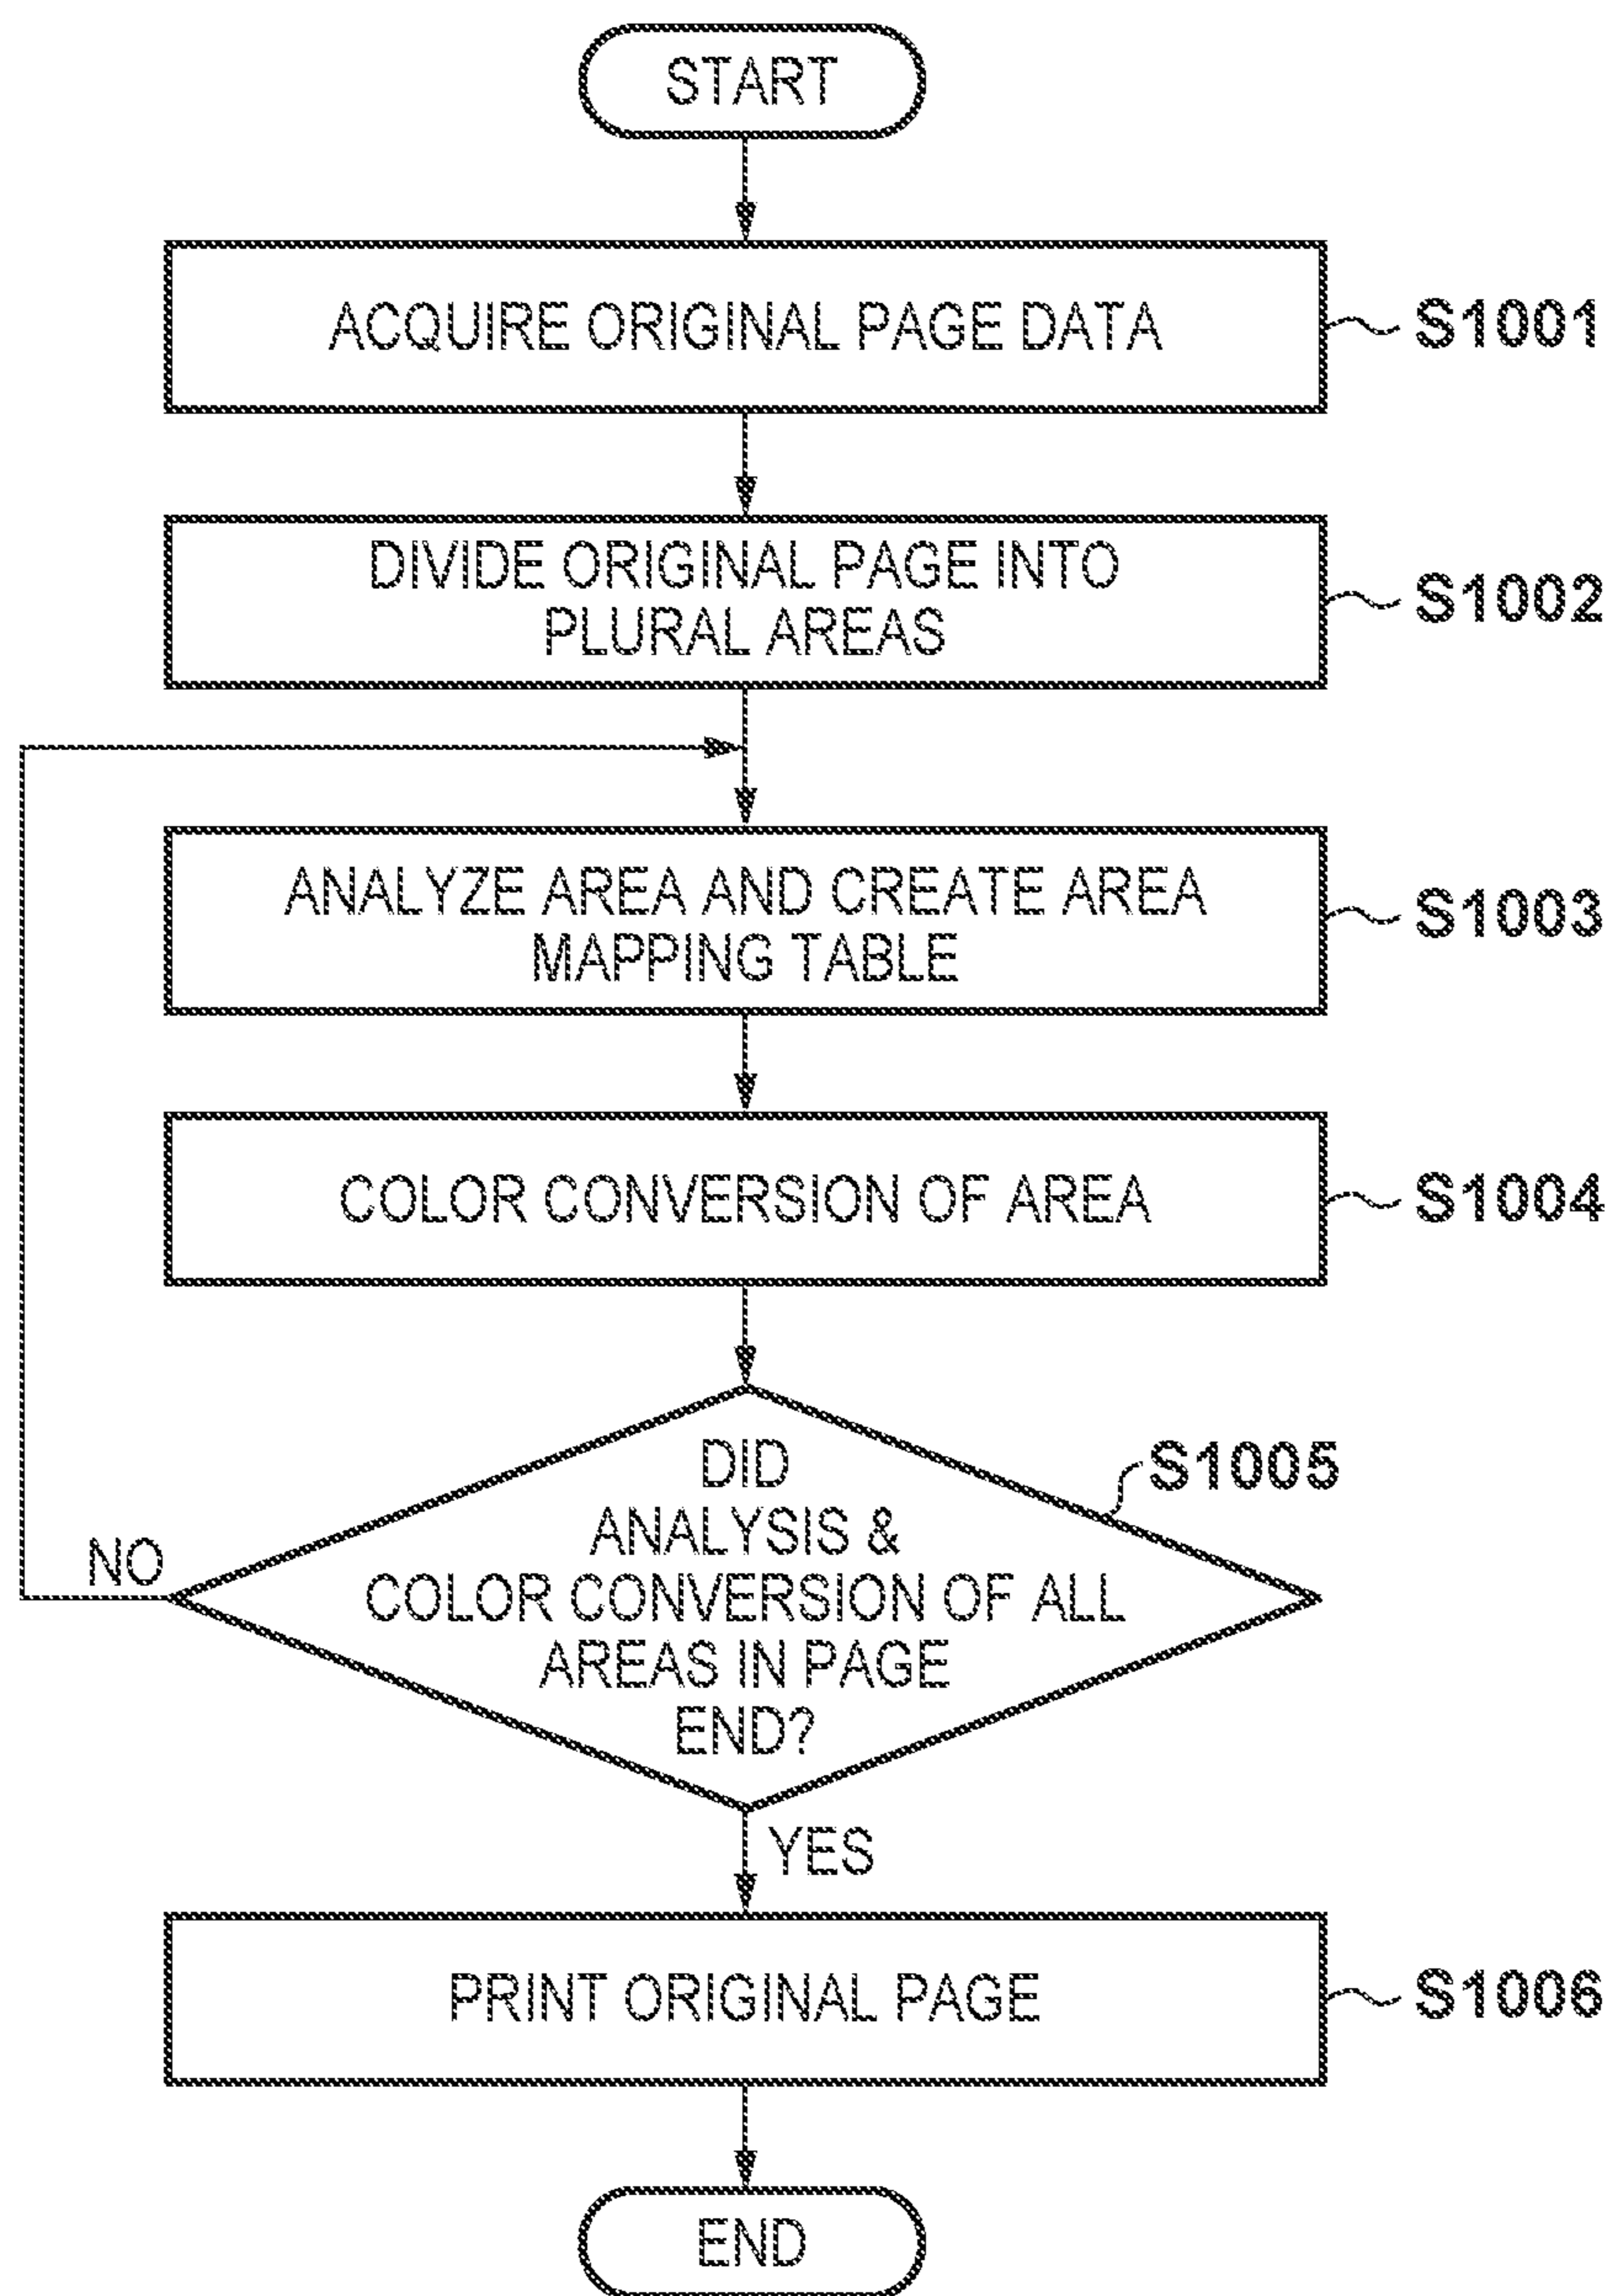 START
ACQUIRE ORIGINAL PAGE DATA
S1001
DIVIDE ORIGINAL PAGE INTO
PLURAL AREAS
S1002
ANALYZE AREA AND CREATE AREA
MAPPING TABLE
S1003
COLOR CONVERSION OF AREA
S1004
DID
ANALYSIS &
COLOR CONVERSION OF ALL
AREAS IN PAGE
END?
S1005
NO
YES
PRINT ORIGINAL PAGE
S1006
END